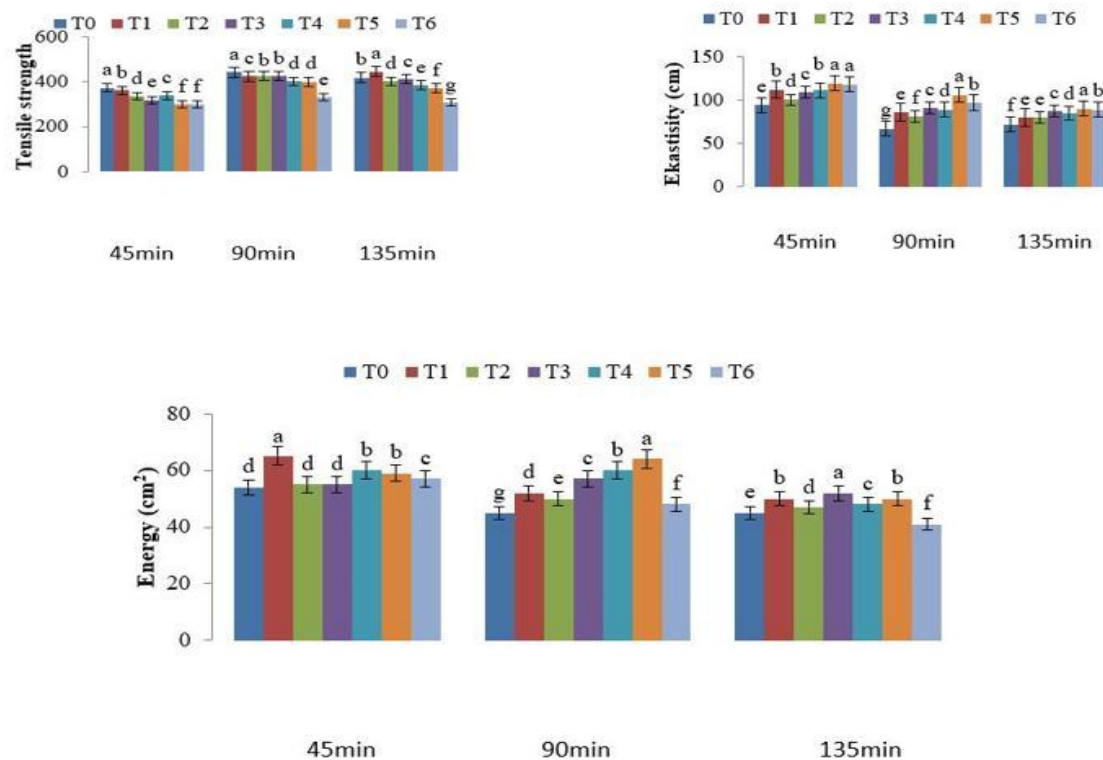 T0 T1 T2 T3 T4 T5 T6
Tensile strength
600
400
200
0
a b d e c f f
a c b b d d e
b a d c e f g
45min 90min 135min
T0 T1 T2 T3 T4 T5 T6
Ekastisity (cm)
150
100
50
0
e b d c b a a
g e f c d a b
f e e c d a b
45min 90min 135min
T0 T1 T2 T3 T4 T5 T6
Energy (cm²)
80
60
40
20
0
d a d d b b c
g d e c b a f
e b d a c b f
45min 90min 135min